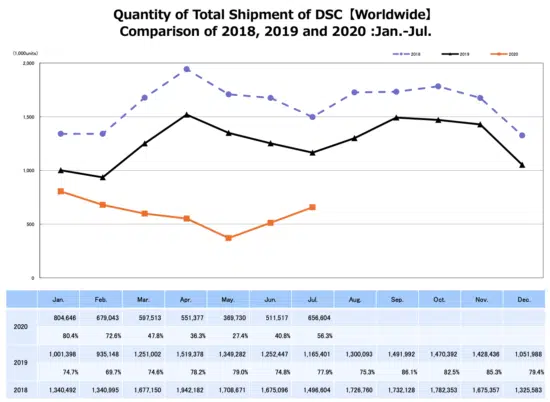 Quantity of Total Shipment of DSC【Worldwide】
Comparison of 2018, 2019 and 2020 :Jan.-Jul.
(1,000units)
2018 2019 2020
2,000
1,500
1,000
500
0
Jan. Feb. Mar. Apr. May. Jun. Jul. Aug. Sep. Oct. Nov. Dec.
2020
804,646 679,043 597,513 551,377 369,730 511,517 656,604
80.4% 72.6% 47.8% 36.3% 27.4% 40.8% 56.3%
2019
1,001,398 935,148 1,251,002 1,519,378 1,349,282 1,252,447 1,165,401 1,300,093 1,491,992 1,470,392 1,428,436 1,051,988
74.7% 69.7% 74.6% 78.2% 79.0% 74.8% 77.9% 75.3% 86.1% 82.5% 85.3% 79.4%
2018 1,340,492 1,340,995 1,677,150 1,942,182 1,708,671 1,675,096 1,496,604 1,726,760 1,732,128 1,782,353 1,675,357 1,325,583